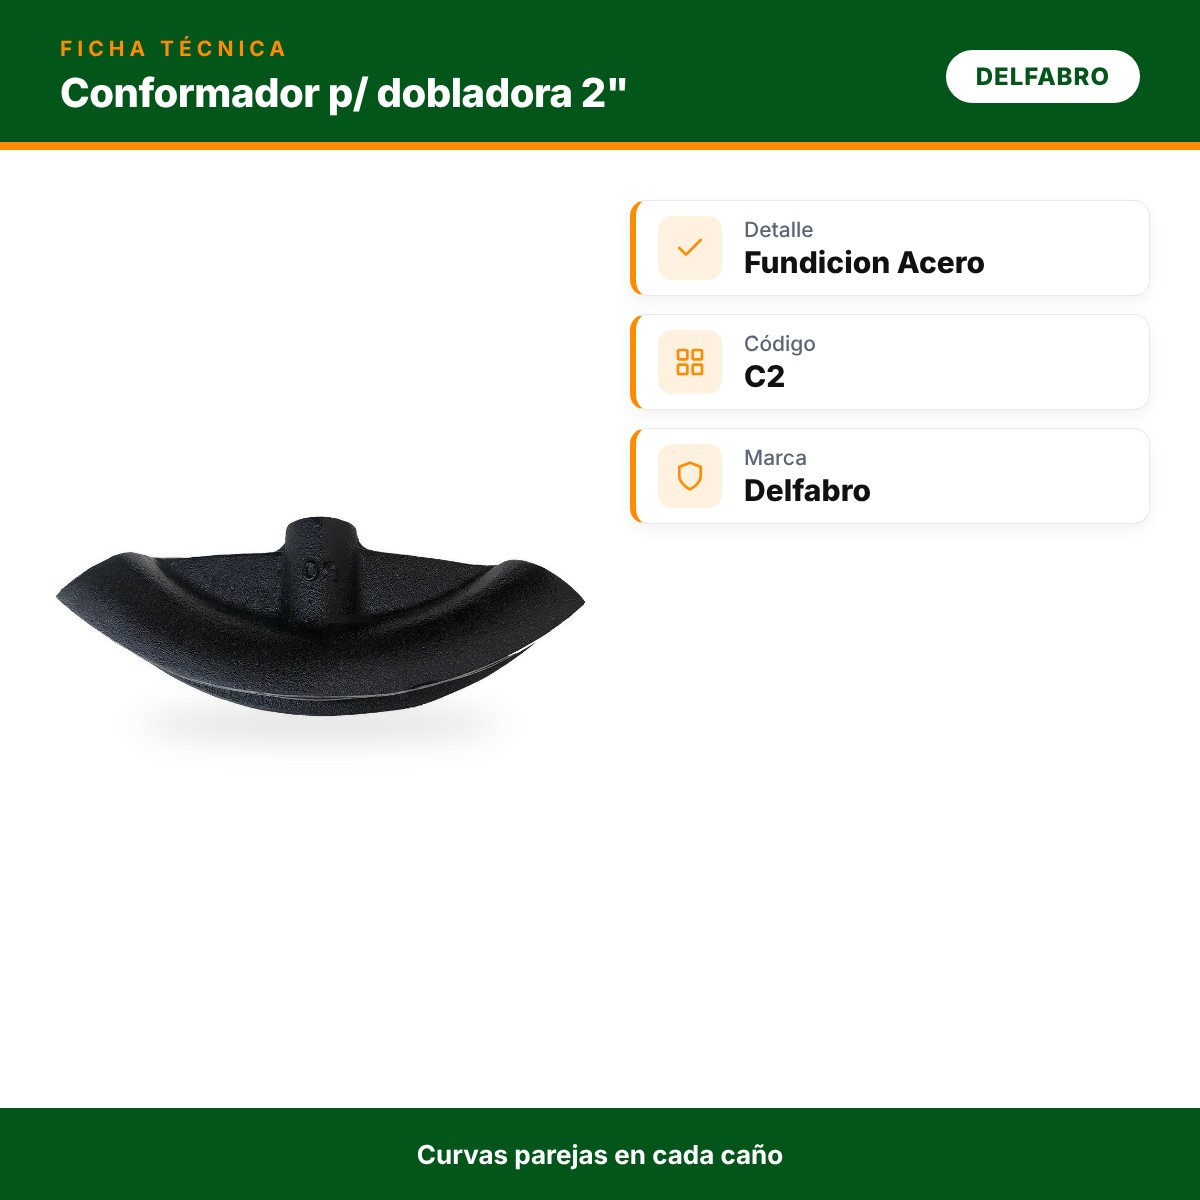 FICHA TÉCNICA
Conformador p/ dobladora 2"
DELFABRO
Detalle
Fundicion Acero
Código
C2
Marca
Delfabro
Curvas parejas en cada caño